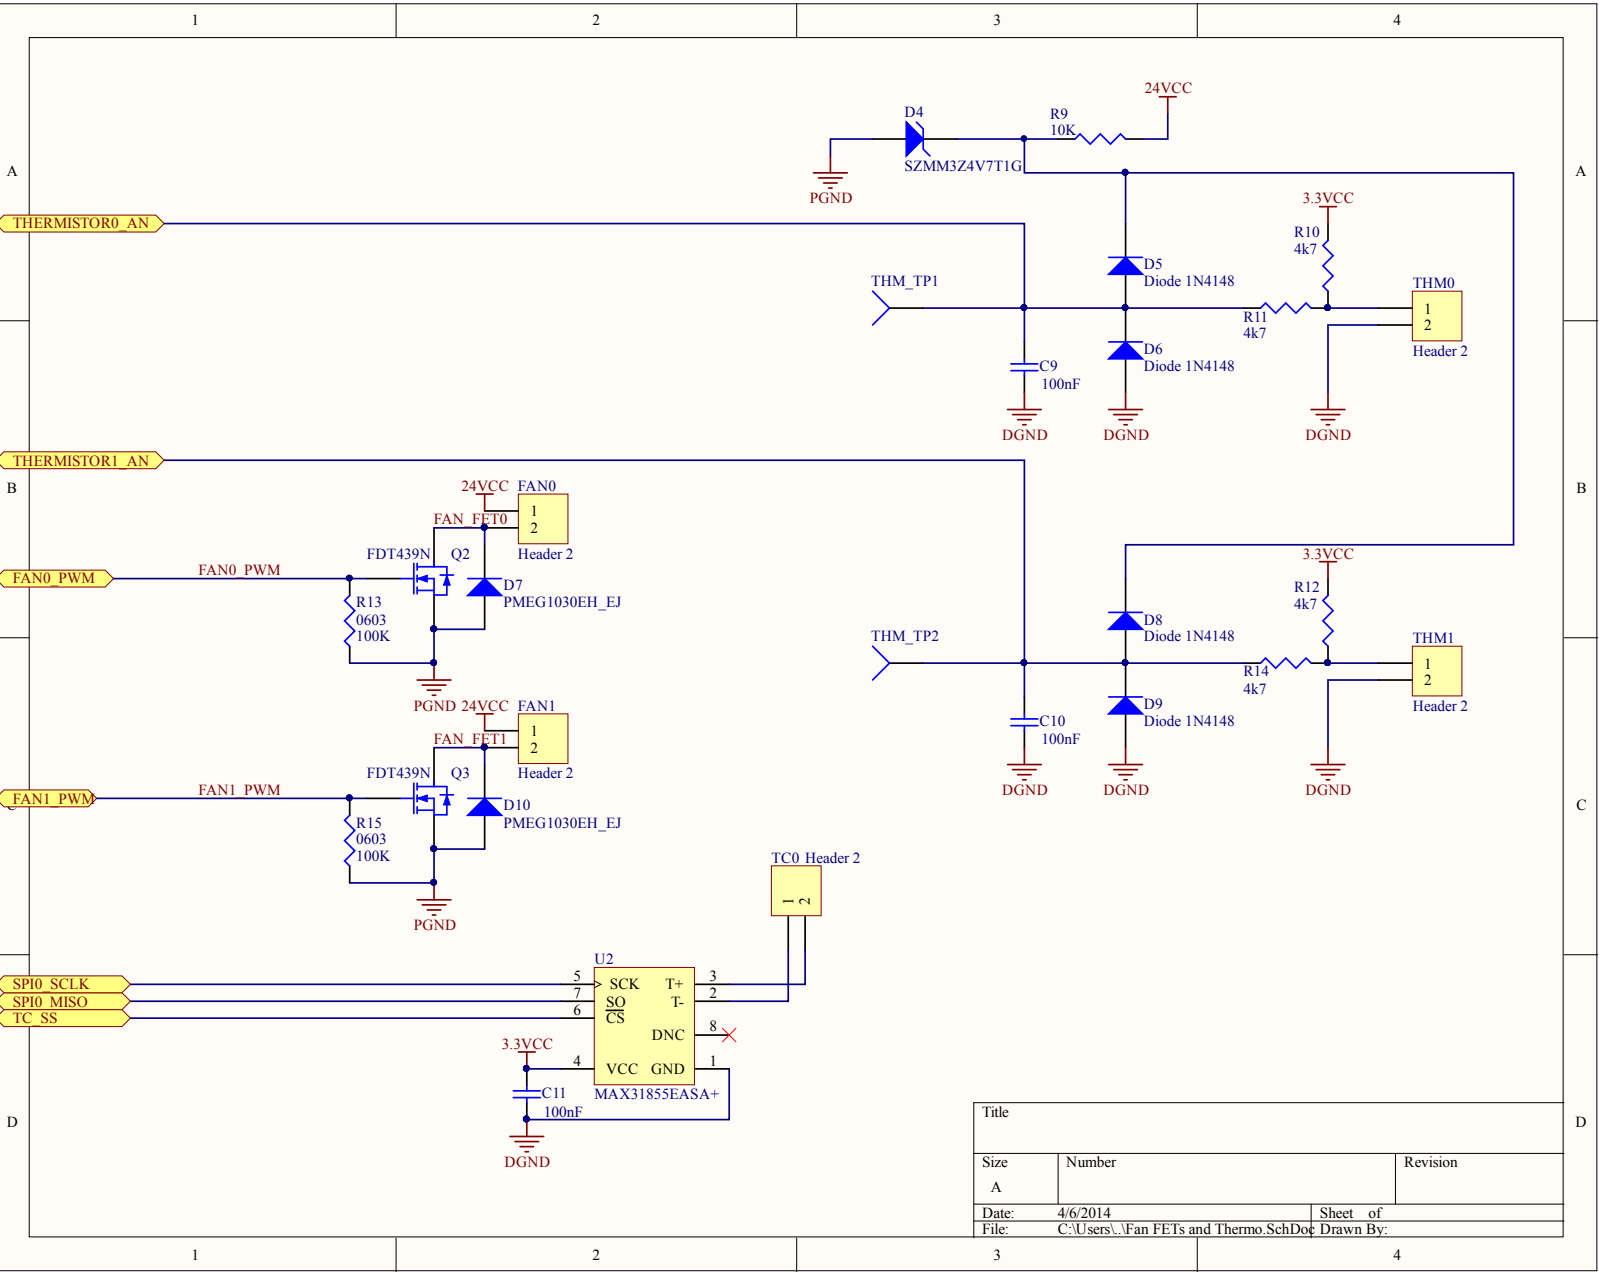 1 2 3 4
24VCC
D4
R9
10K
SZMM3Z4V7T1G
A A
PGND
3.3VCC
THERMISTOR0_AN
R10
4k7
D5
Diode 1N4148
THM_TP1
THM0
1
2
R11
4k7
Header 2
D6
Diode 1N4148
C9
100nF
DGND DGND DGND
THERMISTOR1_AN
B B
24VCC FAN0
1
2
FAN_FET0
FDT439N Q2
Header 2
FAN0_PWM
FAN0_PWM
D7
PMEG1030EH_EJ
R13
0603
100K
3.3VCC
R12
4k7
D8
Diode 1N4148
THM_TP2
THM1
1
2
R14
4k7
Header 2
D9
Diode 1N4148
C10
100nF
DGND DGND DGND
PGND 24VCC FAN1
1
2
FAN_FET1
FDT439N Q3
Header 2
FAN1_PWM
FAN1_PWM
C C
D10
PMEG1030EH_EJ
R15
0603
100K
PGND
TC0 Header 2
1 2
U2
SPI0_SCLK
SPI0_MISO
TC_SS
5 SCK T+ 3
7 SO T- 2
6 CS
DNC 8
3.3VCC
4 VCC GND 1
MAX31855EASA+
C11
100nF
DGND
D D
Title
Size Number Revision
A
Date: 4/6/2014 Sheet of
File: C:\Users\..\Fan FETs and Thermo.SchDoc Drawn By:
1 2 3 4